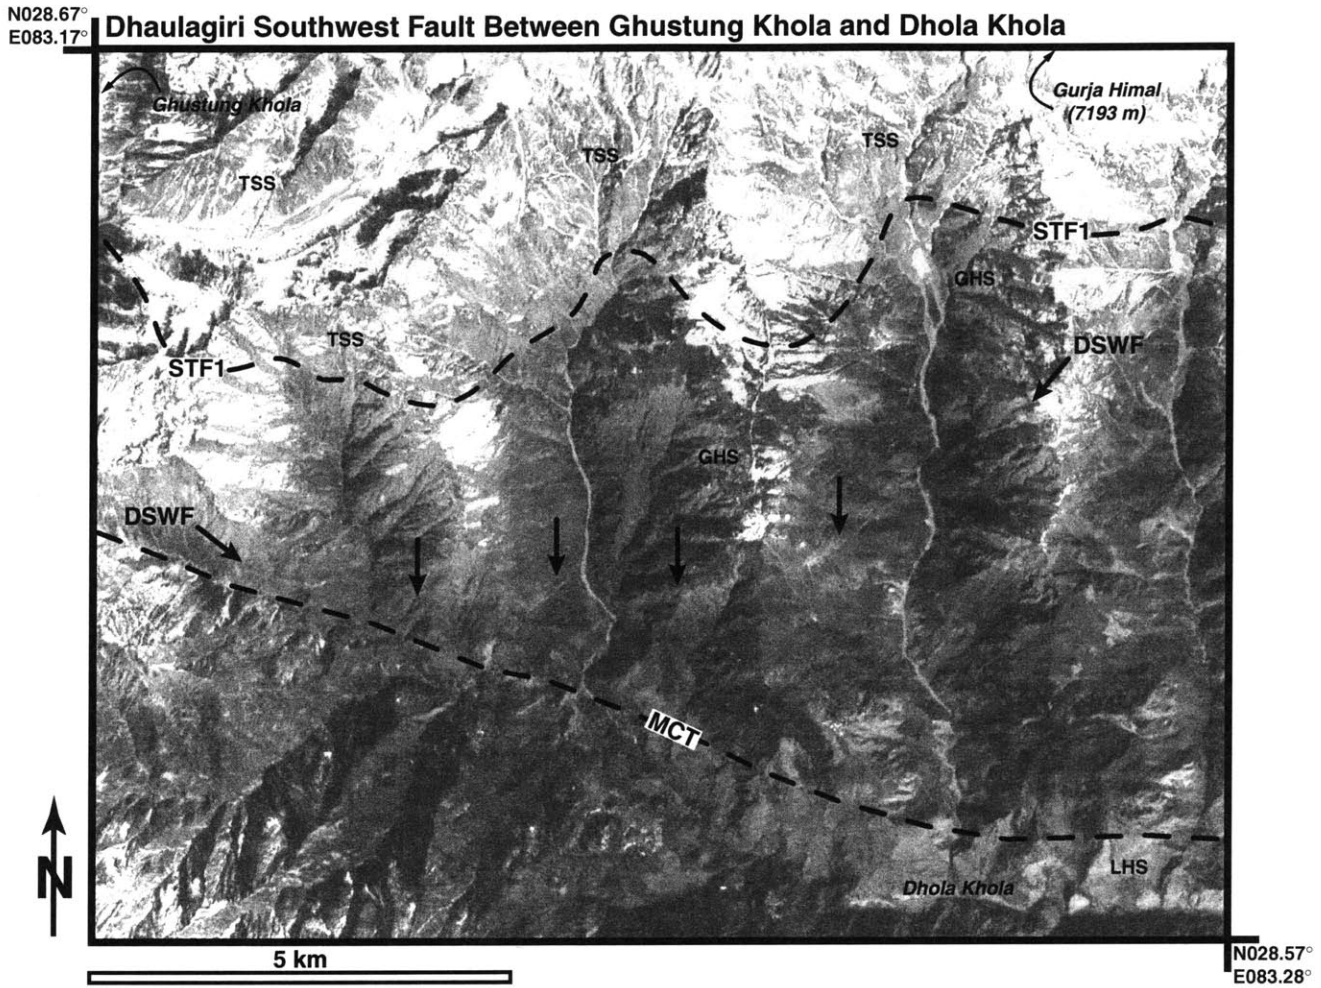 N028.67°
E083.17°
Dhaulagiri Southwest Fault Between Ghustung Khola and Dhola Khola
Ghustung Khola
Gurja Himal
(7193 m)
TSS
TSS
TSS
STF1
GHS
TSS
DSWF
STF1
GHS
DSWF
MCT
LHS
Dhola Khola
N
5 km
N028.57°
E083.28°